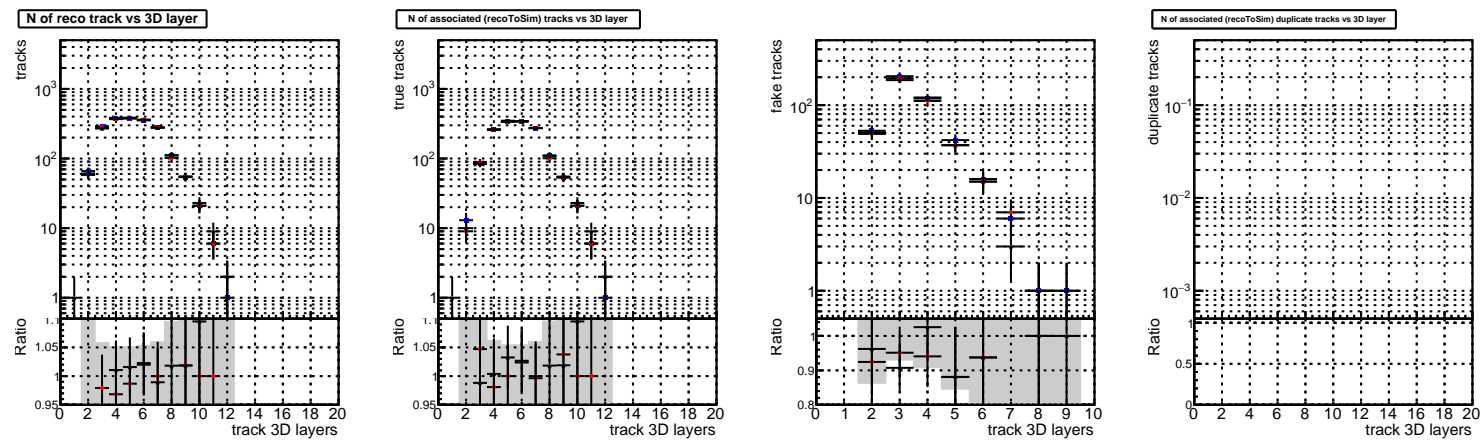 N of reco track vs 3D layer
tracks
10³
10²
10
1
Ratio
1.1
1.05
1
0.95
0 2 4 6 8 10 12 14 16 18 20
track 3D layers
N of associated (recoToSim) tracks vs 3D layer
true tracks
10³
10²
10
1
Ratio
1.1
1.05
1
0.95
0 2 4 6 8 10 12 14 16 18 20
track 3D layers
fake tracks
10²
10
1
Ratio
1
0.9
0.8
0 1 2 3 4 5 6 7 8 9 10
track 3D layers
N of associated (recoToSim) duplicate tracks vs 3D layer
duplicate tracks
10⁻¹
10⁻²
10⁻³
Ratio
1
0.5
0
0 2 4 6 8 10 12 14 16 18 20
track 3D layers